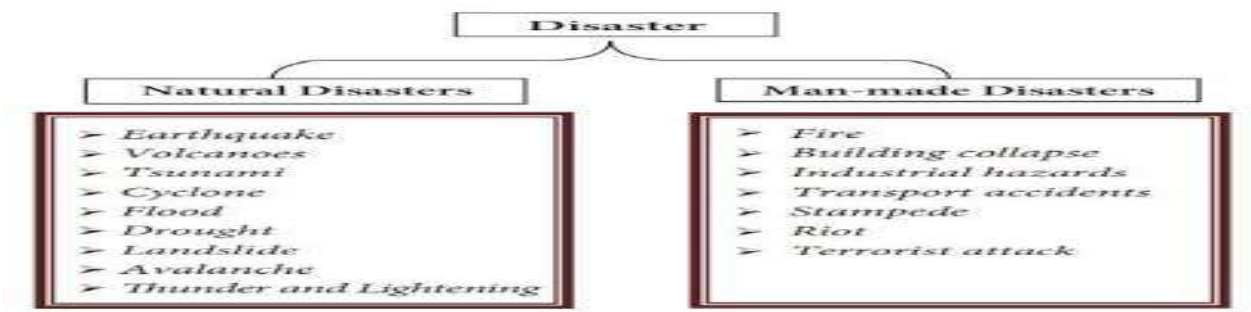 Disaster
Natural Disasters
➢ Earthquake
➢ Volcanoes
➢ Tsunami
➢ Cyclone
➢ Flood
➢ Drought
➢ Landslide
➢ Avalanche
➢ Thunder and Lightening
Man-made Disasters
➢ Fire
➢ Building collapse
➢ Industrial hazards
➢ Transport accidents
➢ Stampede
➢ Riot
➢ Terrorist attack